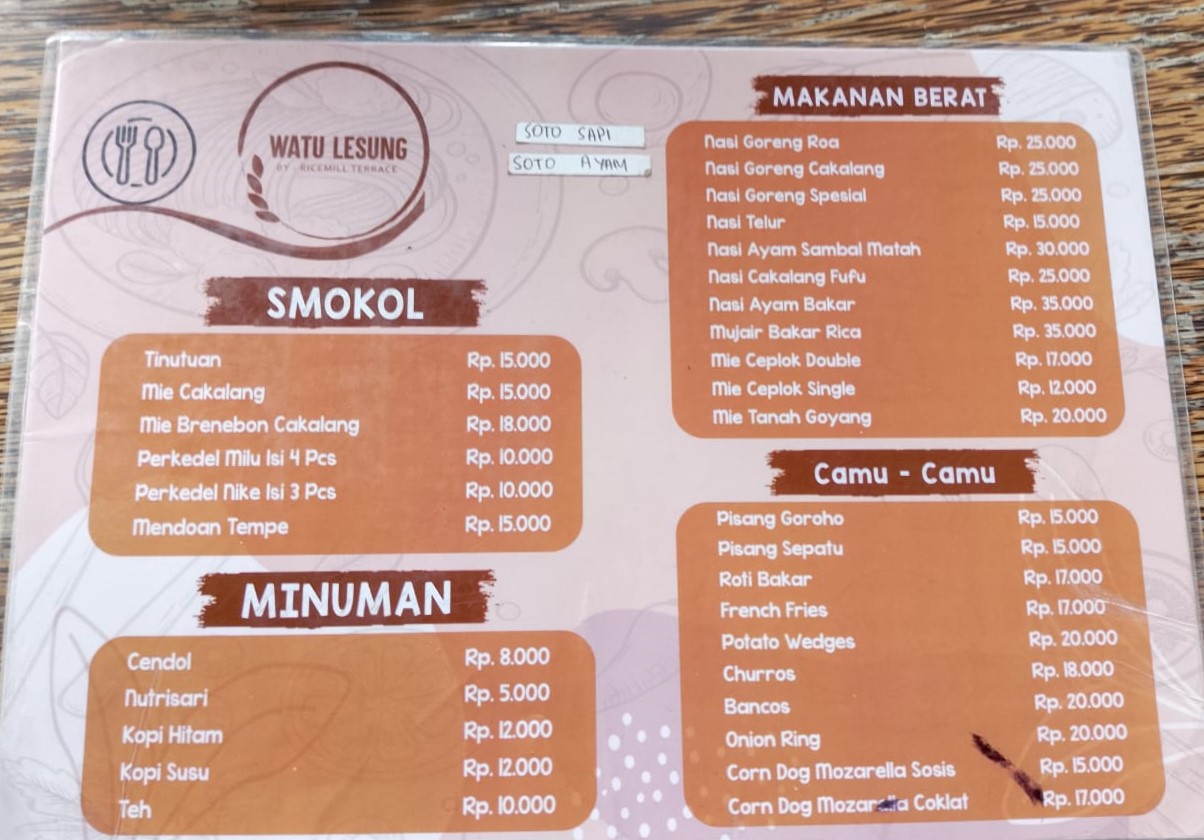 WATU LESUNG
BY - RICEMILL TERRACE
SOTO SAPI
SOTO AYAM
SMOKOL
Tinutuan Rp. 15.000
Mie Cakalang Rp. 15.000
Mie Brenebon Cakalang Rp. 18.000
Perkedel Milu Isi 4 Pcs Rp. 10.000
Perkedel Nike Isi 3 Pcs Rp. 10.000
Mendoan Tempe Rp. 15.000
MINUMAN
Cendol Rp. 8.000
Nutrisari Rp. 5.000
Kopi Hitam Rp. 12.000
Kopi Susu Rp. 12.000
Teh Rp. 10.000
MAKANAN BERAT
Nasi Goreng Roa Rp. 25.000
Nasi Goreng Cakalang Rp. 25.000
Nasi Goreng Spesial Rp. 25.000
Nasi Telur Rp. 15.000
Nasi Ayam Sambal Matah Rp. 30.000
Nasi Cakalang Fufu Rp. 25.000
Nasi Ayam Bakar Rp. 35.000
Mujair Bakar Rica Rp. 35.000
Mie Ceplok Double Rp. 17.000
Mie Ceplok Single Rp. 12.000
Mie Tanah Goyang Rp. 20.000
Camu - Camu
Pisang Goroho Rp. 15.000
Pisang Sepatu Rp. 15.000
Roti Bakar Rp. 17.000
French Fries Rp. 17.000
Potato Wedges Rp. 20.000
Churros Rp. 18.000
Bancos Rp. 20.000
Onion Ring Rp. 20.000
Corn Dog Mozarella Sosis Rp. 15.000
Corn Dog Mozarella Coklat Rp. 17.000